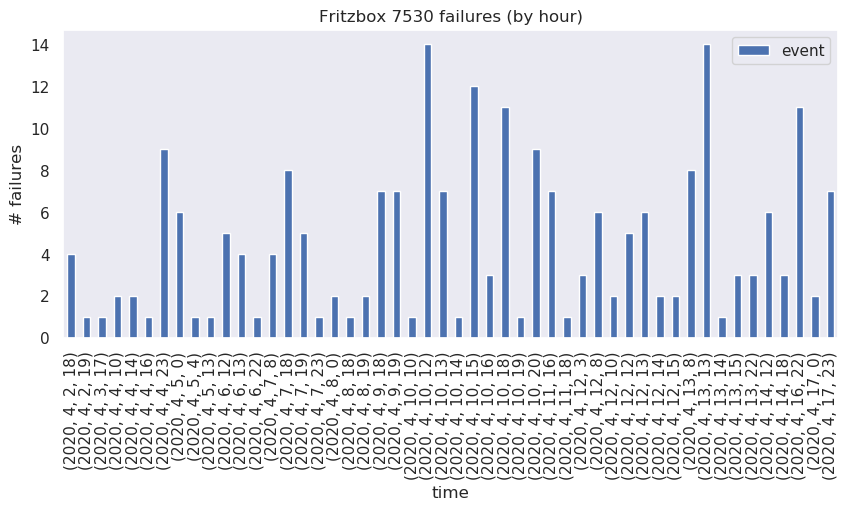 Fritzbox 7530 failures (by hour)
event
# failures
14
12
10
8
6
4
2
0
(2020, 4, 2, 18)
(2020, 4, 2, 19)
(2020, 4, 3, 17)
(2020, 4, 4, 10)
(2020, 4, 4, 14)
(2020, 4, 4, 16)
(2020, 4, 4, 23)
(2020, 4, 5, 0)
(2020, 4, 5, 4)
(2020, 4, 5, 13)
(2020, 4, 6, 12)
(2020, 4, 6, 13)
(2020, 4, 6, 22)
(2020, 4, 7, 8)
(2020, 4, 7, 18)
(2020, 4, 7, 19)
(2020, 4, 7, 23)
(2020, 4, 8, 0)
(2020, 4, 8, 18)
(2020, 4, 8, 19)
(2020, 4, 9, 18)
(2020, 4, 9, 19)
(2020, 4, 10, 10)
(2020, 4, 10, 12)
(2020, 4, 10, 13)
(2020, 4, 10, 14)
(2020, 4, 10, 15)
(2020, 4, 10, 16)
(2020, 4, 10, 18)
(2020, 4, 10, 19)
(2020, 4, 10, 20)
(2020, 4, 11, 16)
(2020, 4, 11, 18)
(2020, 4, 12, 3)
(2020, 4, 12, 8)
(2020, 4, 12, 10)
(2020, 4, 12, 12)
(2020, 4, 12, 13)
(2020, 4, 12, 14)
(2020, 4, 12, 15)
(2020, 4, 13, 8)
(2020, 4, 13, 13)
(2020, 4, 13, 14)
(2020, 4, 13, 15)
(2020, 4, 13, 22)
(2020, 4, 14, 12)
(2020, 4, 14, 18)
(2020, 4, 16, 22)
(2020, 4, 17, 0)
(2020, 4, 17, 23)
time